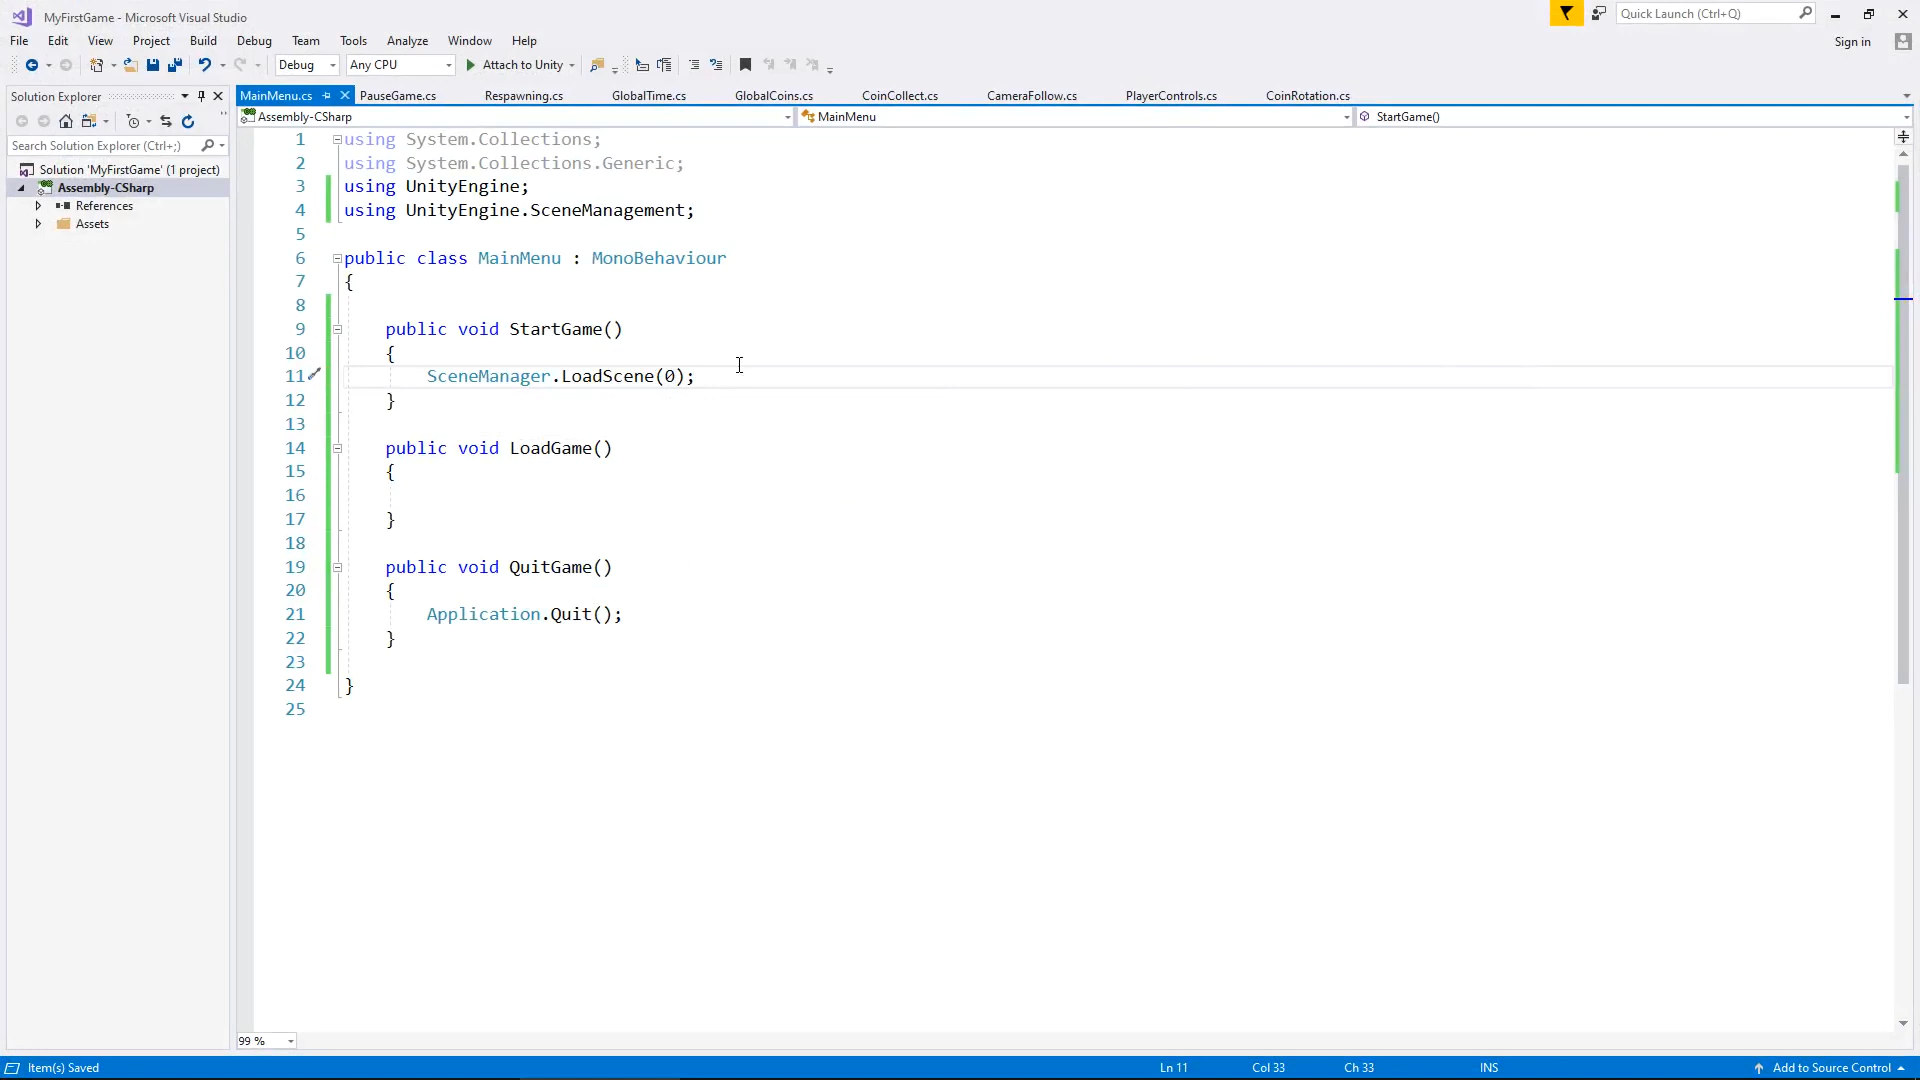 MyFirstGame - Microsoft Visual Studio
Quick Launch (Ctrl+Q)
File Edit View Project Build Debug Team Tools Analyze Window Help
Sign in
Debug Any CPU Attach to Unity
Solution Explorer
MainMenu.cs PauseGame.cs Respawning.cs GlobalTime.cs GlobalCoins.cs CoinCollect.cs CameraFollow.cs PlayerControls.cs CoinRotation.cs
Assembly-CSharp MainMenu StartGame()
Search Solution Explorer (Ctrl+;)
Solution 'MyFirstGame' (1 project)
Assembly-CSharp
References
Assets
1 using System.Collections;
2 using System.Collections.Generic;
3 using UnityEngine;
4 using UnityEngine.SceneManagement;
5
6 public class MainMenu : MonoBehaviour
7 {
8
9 public void StartGame()
10 {
11 SceneManager.LoadScene(0);
12 }
13
14 public void LoadGame()
15 {
16
17 }
18
19 public void QuitGame()
20 {
21 Application.Quit();
22 }
23
24 }
25
99 %
Item(s) Saved Ln 11 Col 33 Ch 33 INS Add to Source Control